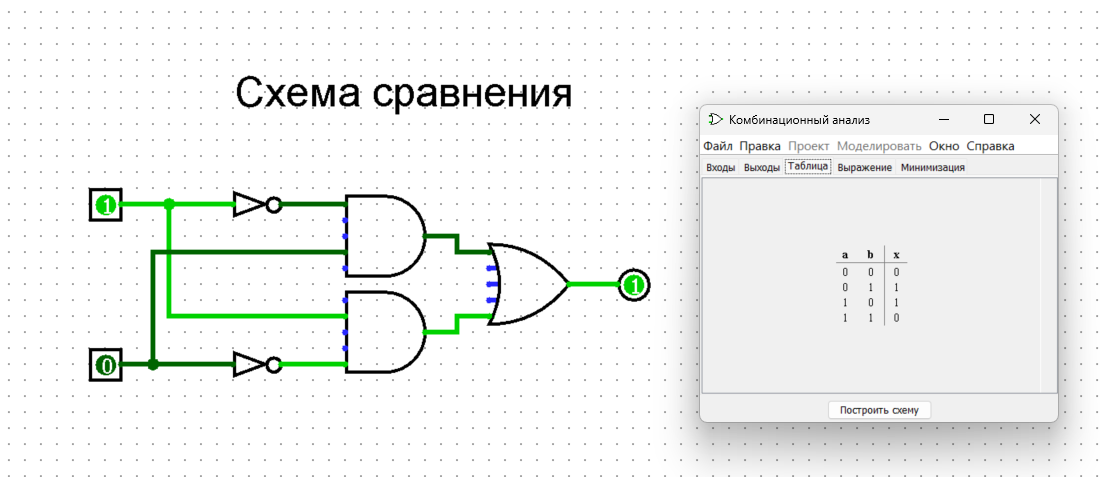 Схема сравнения
1
0
1
Комбинационный анализ
Файл Правка Проект Моделировать Окно Справка
Входы Выходы Таблица Выражение Минимизация
a b x
0 0 0
0 1 1
1 0 1
1 1 0
Построить схему